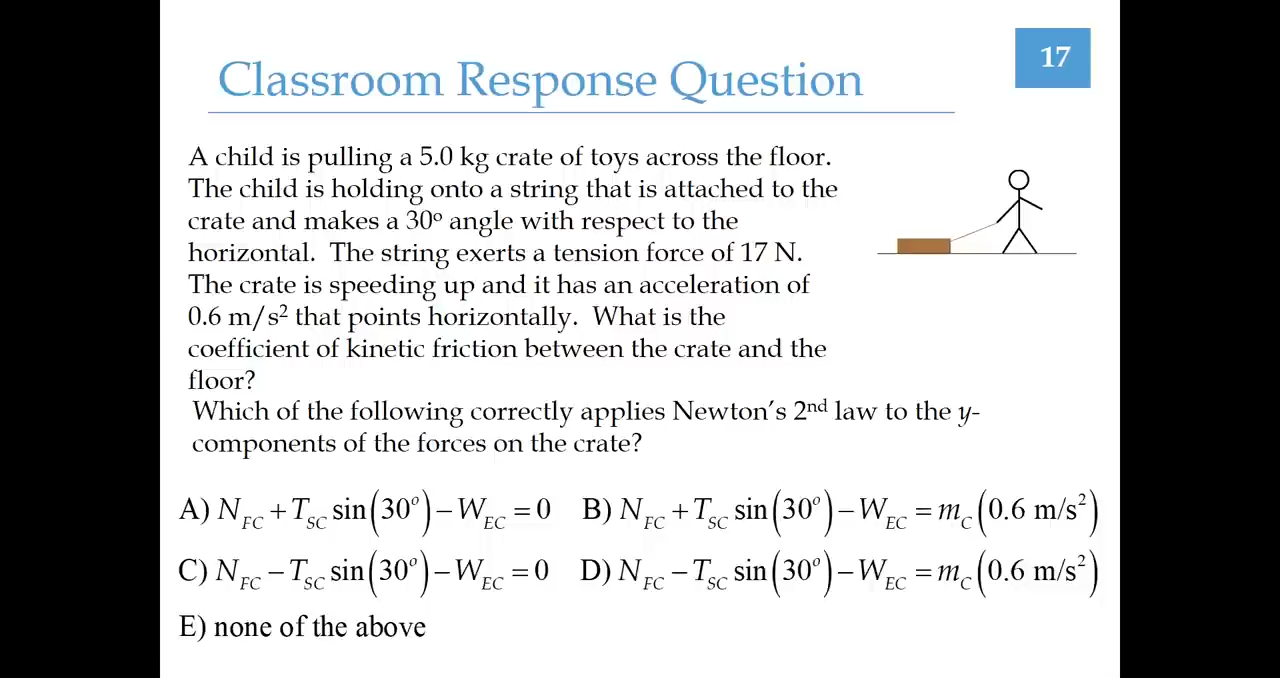 17
Classroom Response Question
A child is pulling a 5.0 kg crate of toys across the floor.
The child is holding onto a string that is attached to the
crate and makes a 30º angle with respect to the
horizontal.  The string exerts a tension force of 17 N.
The crate is speeding up and it has an acceleration of
0.6 m/s² that points horizontally.  What is the
coefficient of kinetic friction between the crate and the
floor?
Which of the following correctly applies Newton's 2ⁿᵈ law to the y-
components of the forces on the crate?
A) N_FC + T_SC sin(30º) − W_EC = 0   B) N_FC + T_SC sin(30º) − W_EC = m_C (0.6 m/s²)
C) N_FC − T_SC sin(30º) − W_EC = 0   D) N_FC − T_SC sin(30º) − W_EC = m_C (0.6 m/s²)
E) none of the above